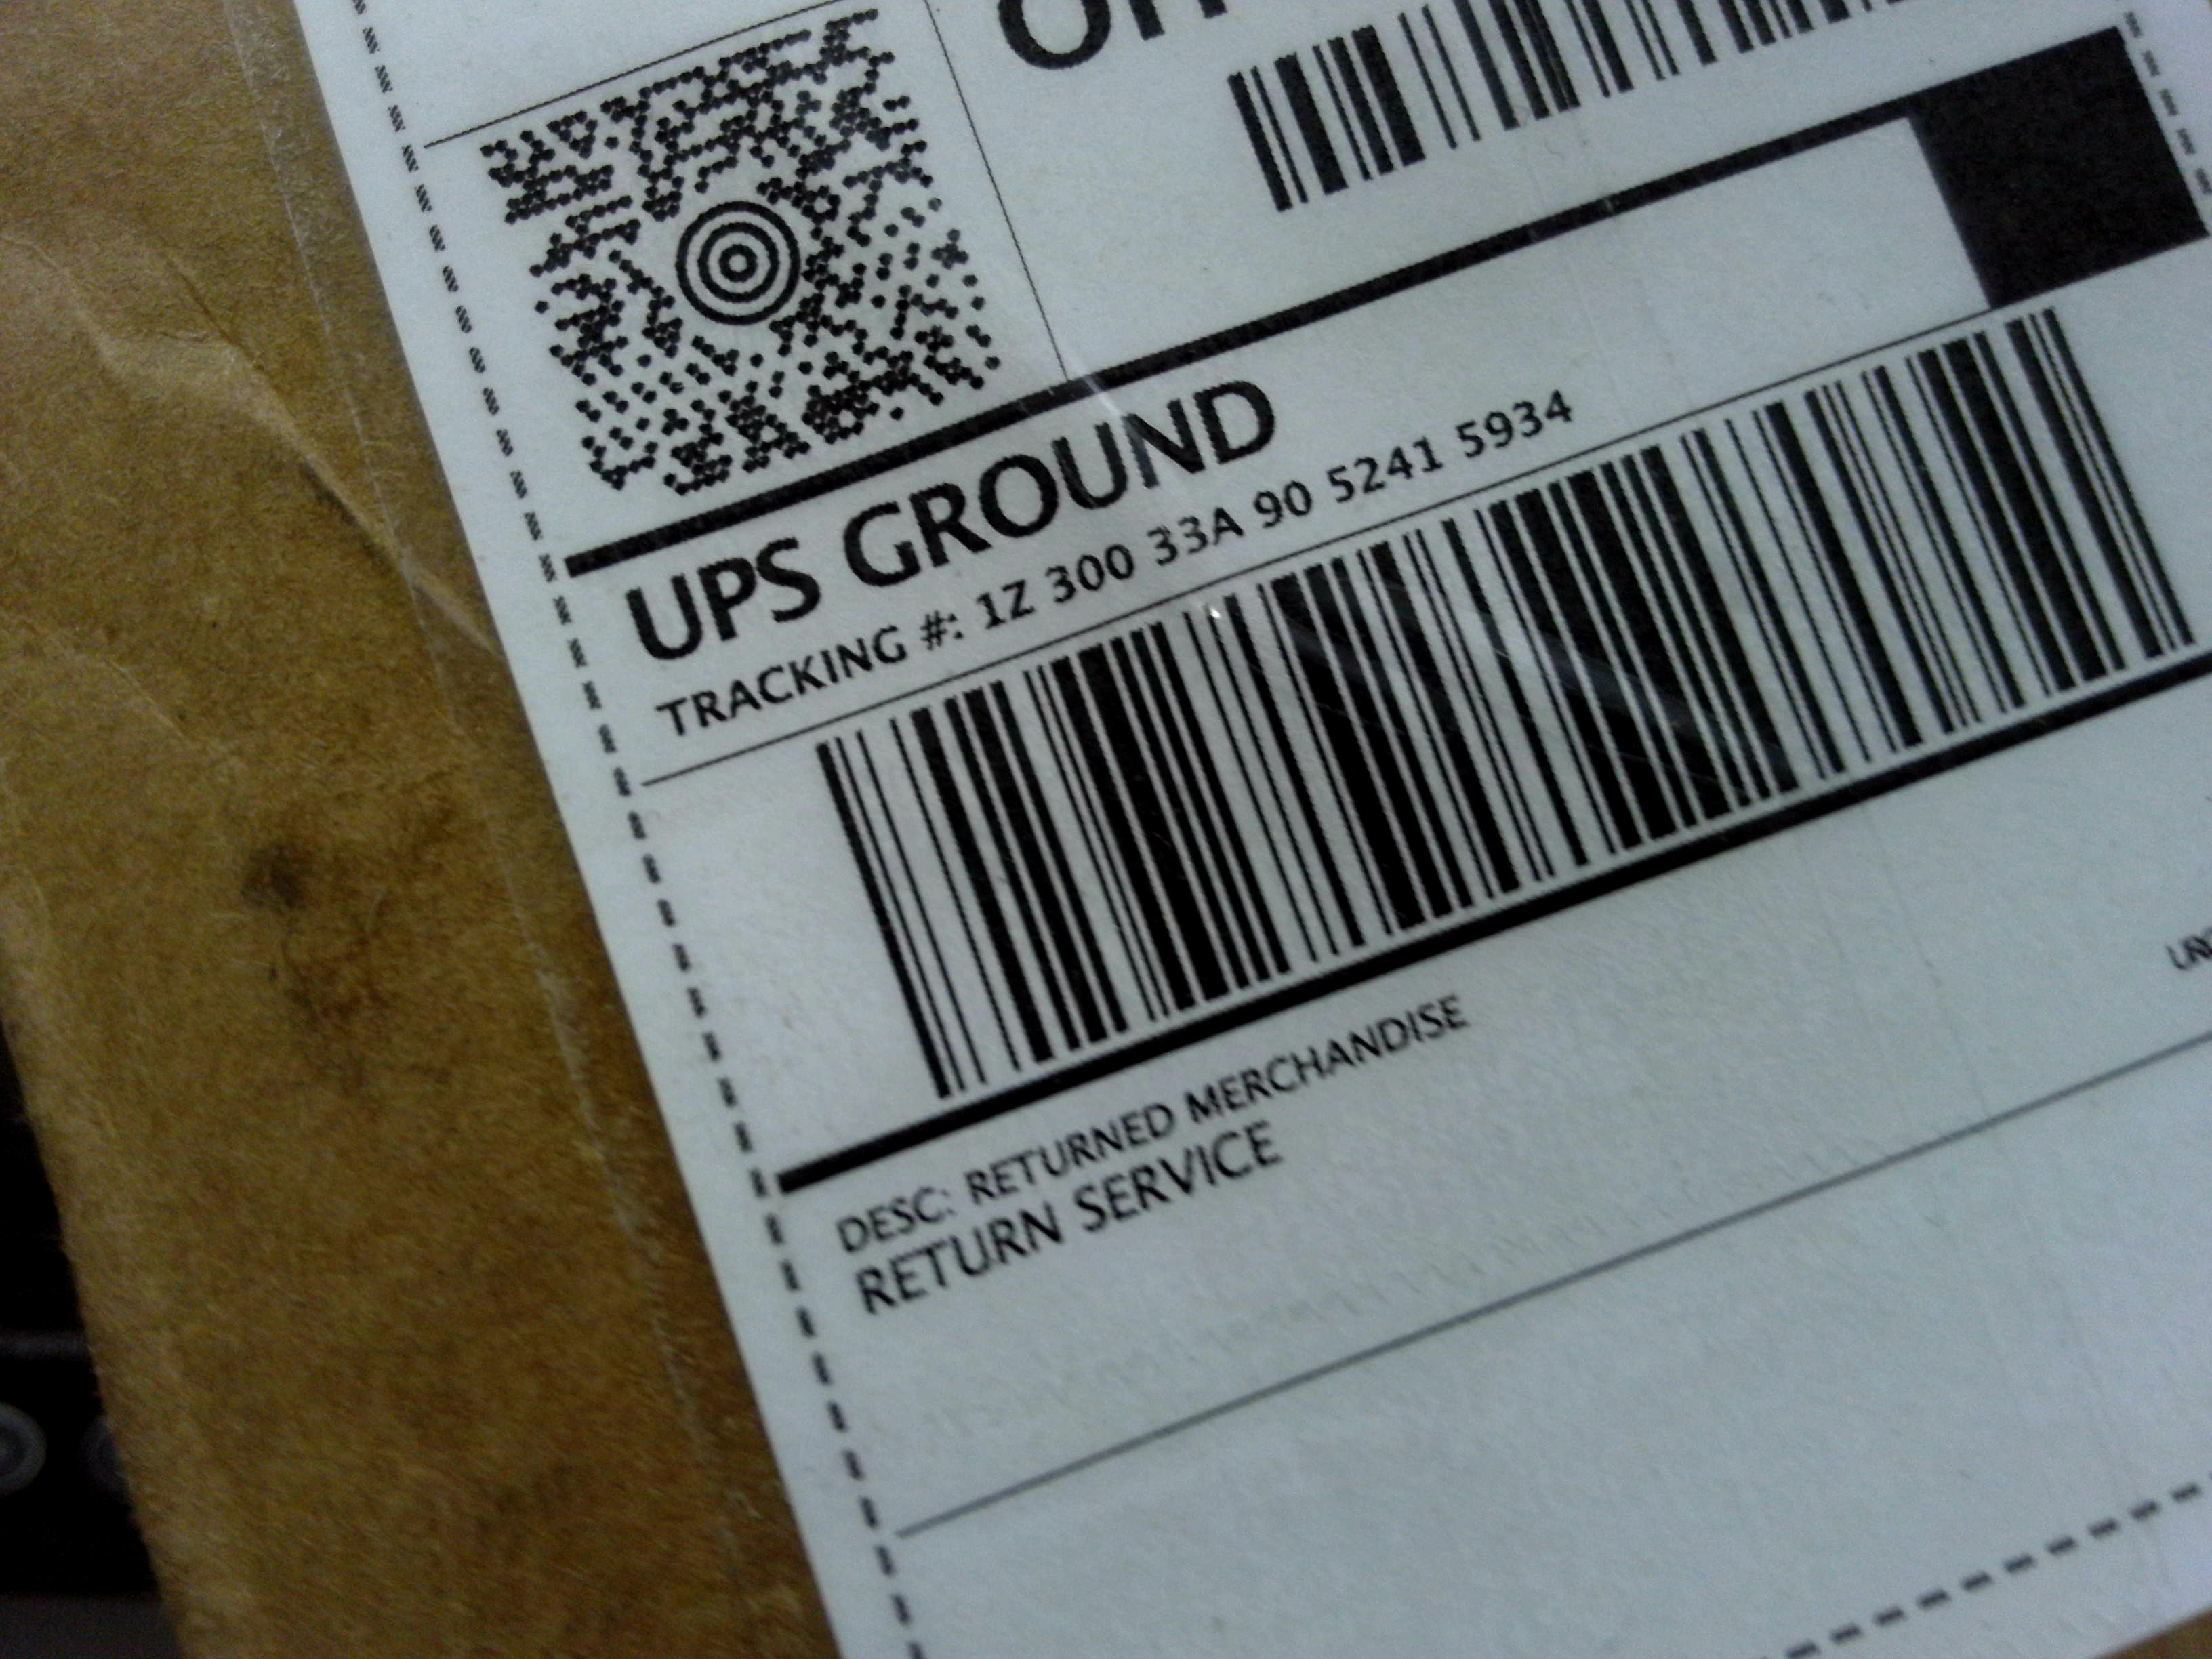 UPS GROUND
TRACKING #: 1Z 300 33A 90 5241 5934
DESC: RETURNED MERCHANDISE
RETURN SERVICE